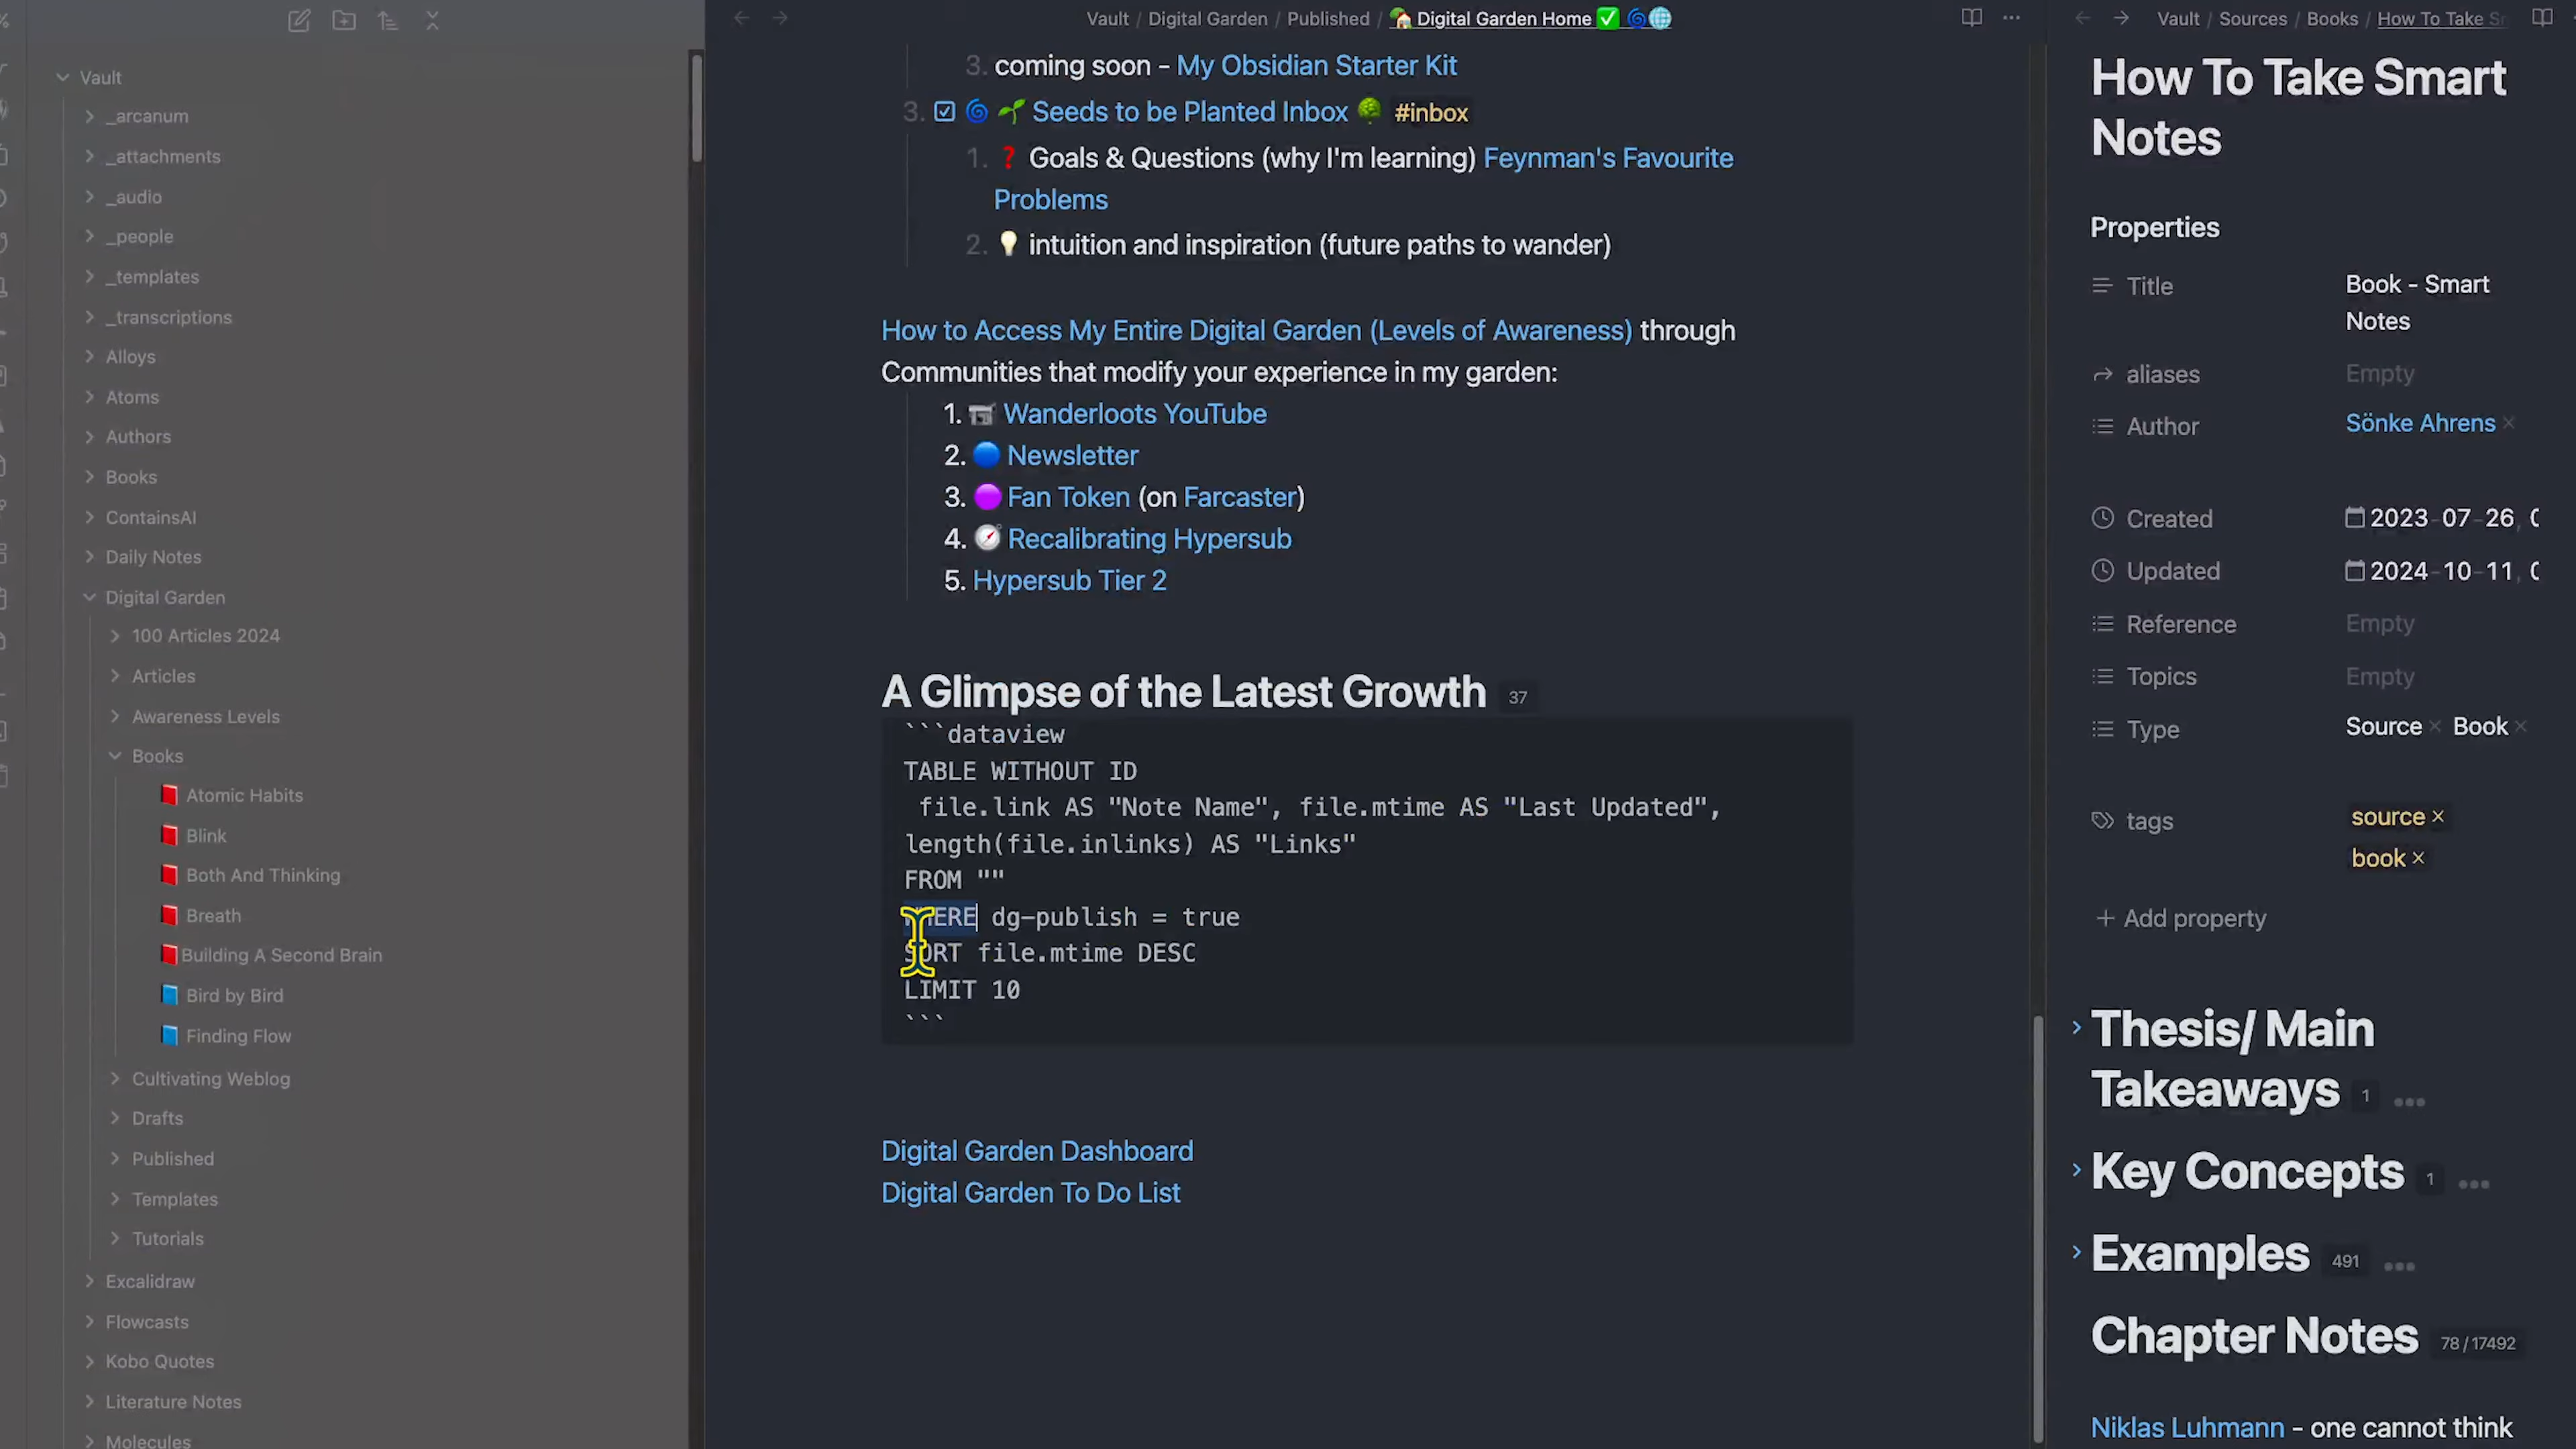 Vault
_arcanum
_attachments
_audio
_people
_templates
_transcriptions
Alloys
Atoms
Authors
Books
ContainsAI
Daily Notes
Digital Garden
100 Articles 2024
Articles
Awareness Levels
Books
Atomic Habits
Blink
Both And Thinking
Breath
Building A Second Brain
Bird by Bird
Finding Flow
Cultivating Weblog
Drafts
Published
Templates
Tutorials
Excalidraw
Flowcasts
Kobo Quotes
Literature Notes
Molecules
Vault / Digital Garden / Published / Digital Garden Home
3. coming soon - My Obsidian Starter Kit
3. Seeds to be Planted Inbox #inbox
1. ❓ Goals & Questions (why I'm learning) Feynman's Favourite
Problems
2. intuition and inspiration (future paths to wander)
How to Access My Entire Digital Garden (Levels of Awareness) through
Communities that modify your experience in my garden:
1. Wanderloots YouTube
2. Newsletter
3. Fan Token (on Farcaster)
4. Recalibrating Hypersub
5. Hypersub Tier 2
A Glimpse of the Latest Growth 37
```dataview
TABLE WITHOUT ID
file.link AS "Note Name", file.mtime AS "Last Updated",
length(file.inlinks) AS "Links"
FROM ""
WHERE dg-publish = true
SORT file.mtime DESC
LIMIT 10
```
Digital Garden Dashboard
Digital Garden To Do List
Vault / Sources / Books / How To Take S
How To Take Smart
Notes
Properties
Title Book - Smart
Notes
aliases Empty
Author Sönke Ahrens ×
Created 2023-07-26, 0
Updated 2024-10-11, 0
Reference Empty
Topics Empty
Type Source × Book ×
tags source ×
book ×
+ Add property
Thesis/ Main
Takeaways 1 •••
Key Concepts 1 •••
Examples 491 •••
Chapter Notes 78 / 17492
Niklas Luhmann - one cannot think